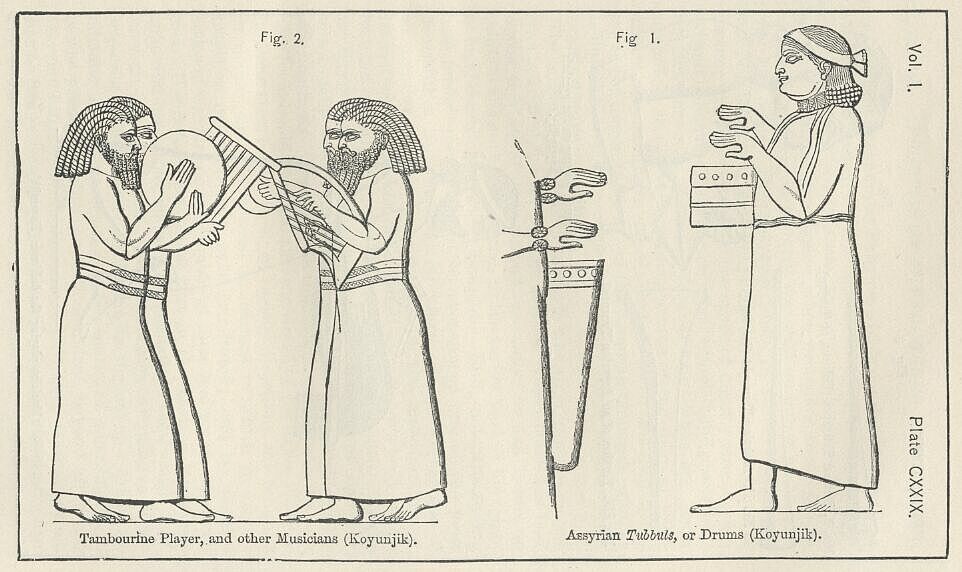 Fig. 2.
Fig 1.
Vol. I.
Plate CXXIX.
Tambourine Player, and other Musicians (Koyunjik).
Assyrian Tubbuls, or Drums (Koyunjik).